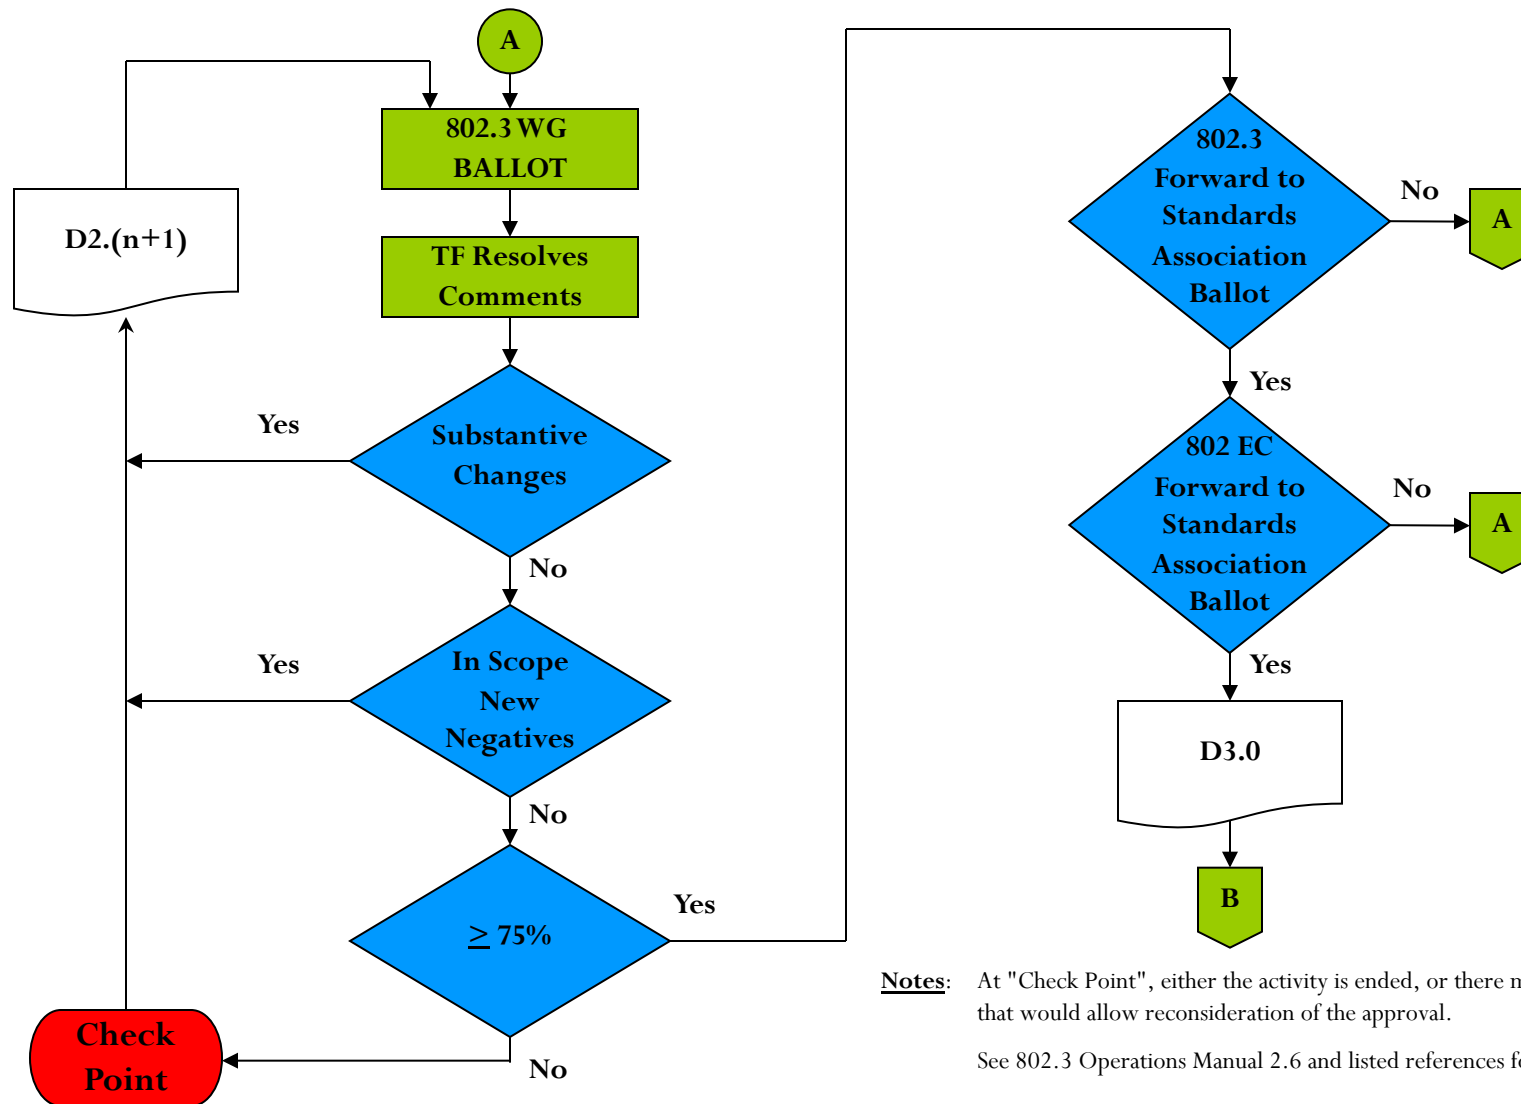 A
802.3 WG
BALLOT
D2.(n+1)
TF Resolves
Comments
Yes
Substantive
Changes
No
Yes
In Scope
New
Negatives
No
≥ 75%
Yes
No
Check
Point
802.3
Forward to
Standards
Association
Ballot
No
A
Yes
802 EC
Forward to
Standards
Association
Ballot
No
A
Yes
D3.0
B
Notes: At "Check Point", either the activity is ended, or there
that would allow reconsideration of the approval.
See 802.3 Operations Manual 2.6 and listed references